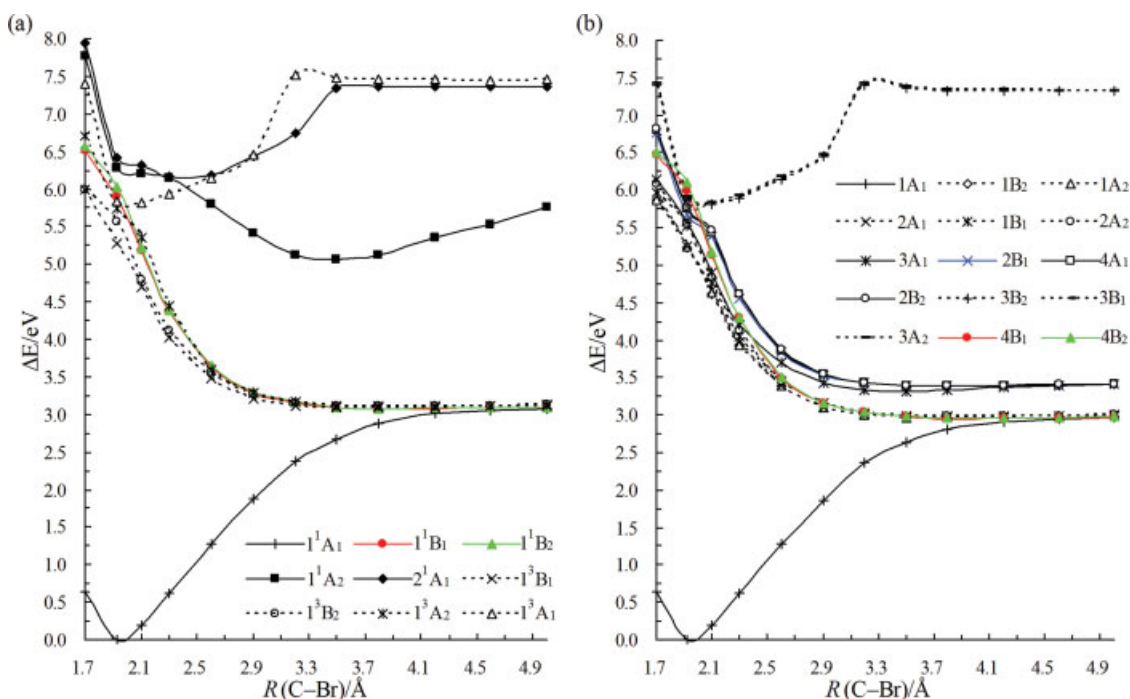 (a)
8.0
7.5
7.0
6.5
6.0
5.5
5.0
4.5
4.0
3.5
3.0
2.5
2.0
1.5
1.0
0.5
0.0
ΔE/eV
1.7 2.1 2.5 2.9 3.3 3.7 4.1 4.5 4.9
R(C–Br)/Å
1¹A₁ 1¹B₁ 1¹B₂
1¹A₂ 2¹A₁ 1³B₁
1³B₂ 1³A₂ 1³A₁
(b)
8.0
7.5
7.0
6.5
6.0
5.5
5.0
4.5
4.0
3.5
3.0
2.5
2.0
1.5
1.0
0.5
0.0
ΔE/eV
1.7 2.1 2.5 2.9 3.3 3.7 4.1 4.5 4.9
R(C–Br)/Å
1A₁ 1B₂ 1A₂
2A₁ 1B₁ 2A₂
3A₁ 2B₁ 4A₁
2B₂ 3B₂ 3B₁
3A₂ 4B₁ 4B₂